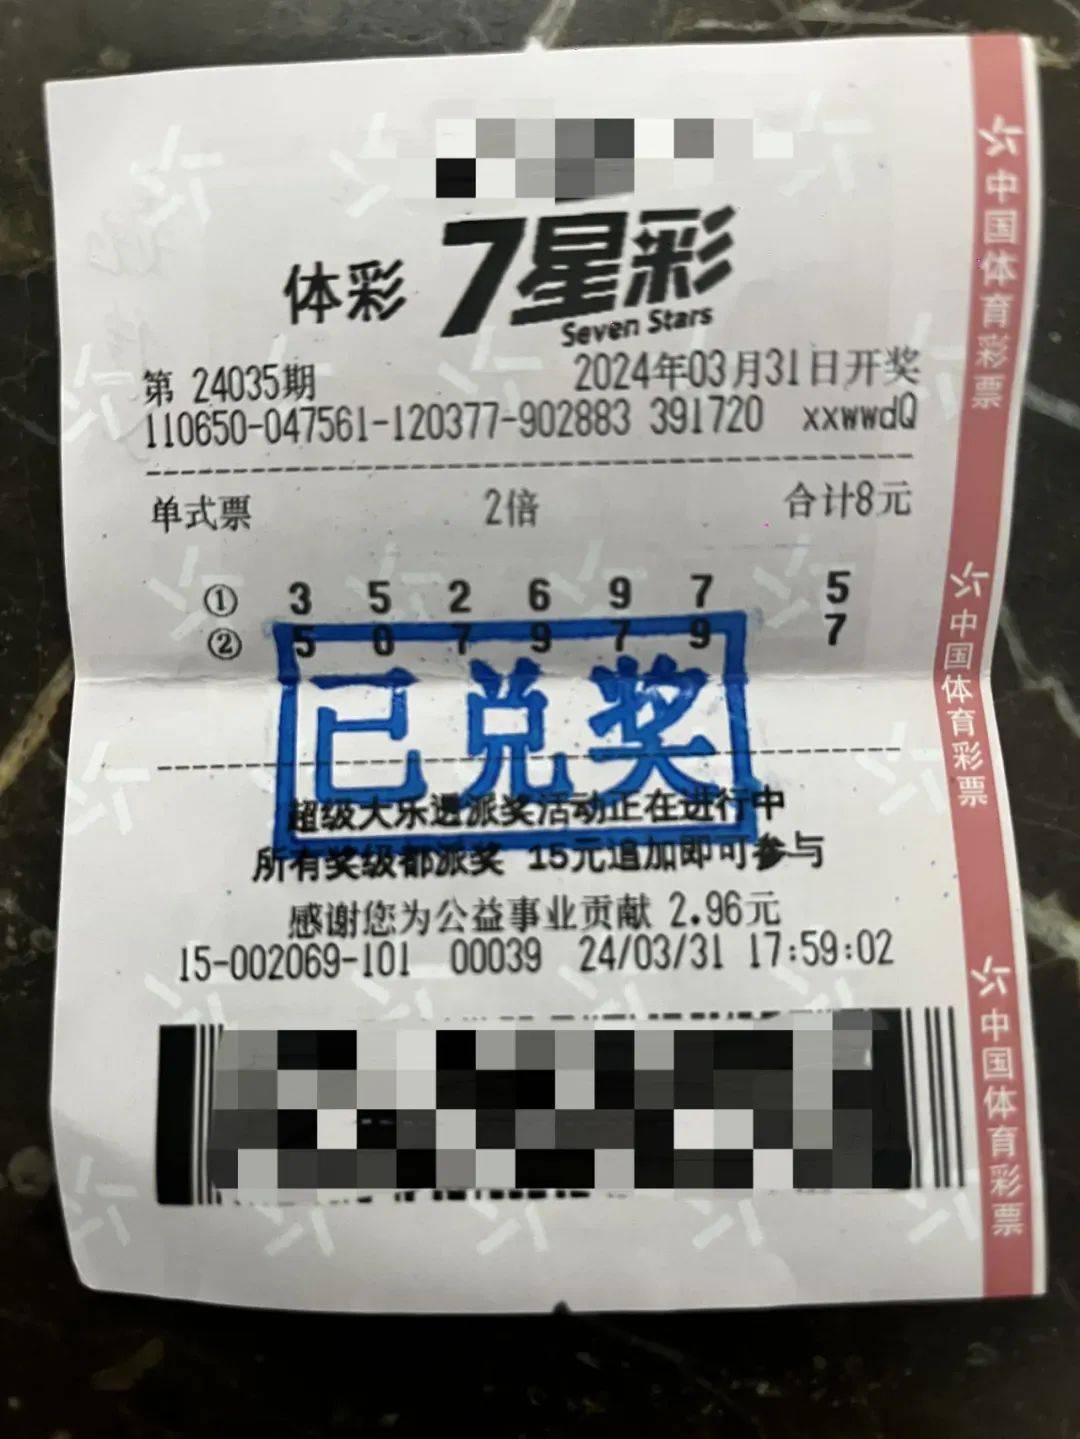 体彩 7星彩
Seven Stars
第 24035期 2024年03月31日开奖
110650-047561-120377-902883 391720 xxwwdQ
单式票 2倍 合计8元
① 3 5 2 6 9 7 5
② 5 0 7 9 7 9 7
已兑奖
超级大乐透派奖活动正在进行中
所有奖级都派奖 15元追加即可参与
感谢您为公益事业贡献 2.96元
15-002069-101 00039 24/03/31 17:59:02
中国体育彩票
中国体育彩票
中国体育彩票